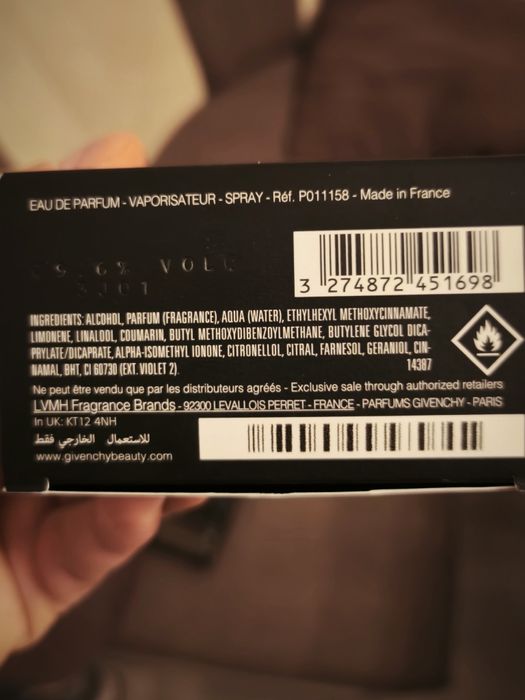 EAU DE PARFUM - VAPORISATEUR - SPRAY - Réf. P011158 - Made in France
VOL
3 274872 451698
INGREDIENTS: ALCOHOL, PARFUM (FRAGRANCE), AQUA (WATER), ETHYLHEXYL METHOXYCINNAMATE,
LIMONENE, LINALOOL, COUMARIN, BUTYL METHOXYDIBENZOYLMETHANE, BUTYLENE GLYCOL DICA-
PRYLATE/DICAPRATE, ALPHA-ISOMETHYL IONONE, CITRONELLOL, CITRAL, FARNESOL, GERANIOL, CIN-
NAMAL, BHT, CI 60730 (EXT. VIOLET 2). 14387
Ne peut être vendu que par les distributeurs agréés - Exclusive sale through authorized retailers
LVMH Fragrance Brands - 92300 LEVALLOIS PERRET - FRANCE - PARFUMS GIVENCHY - PARIS
In UK: KT12 4NH
للاستعمال الخارجي فقط
www.givenchybeauty.com